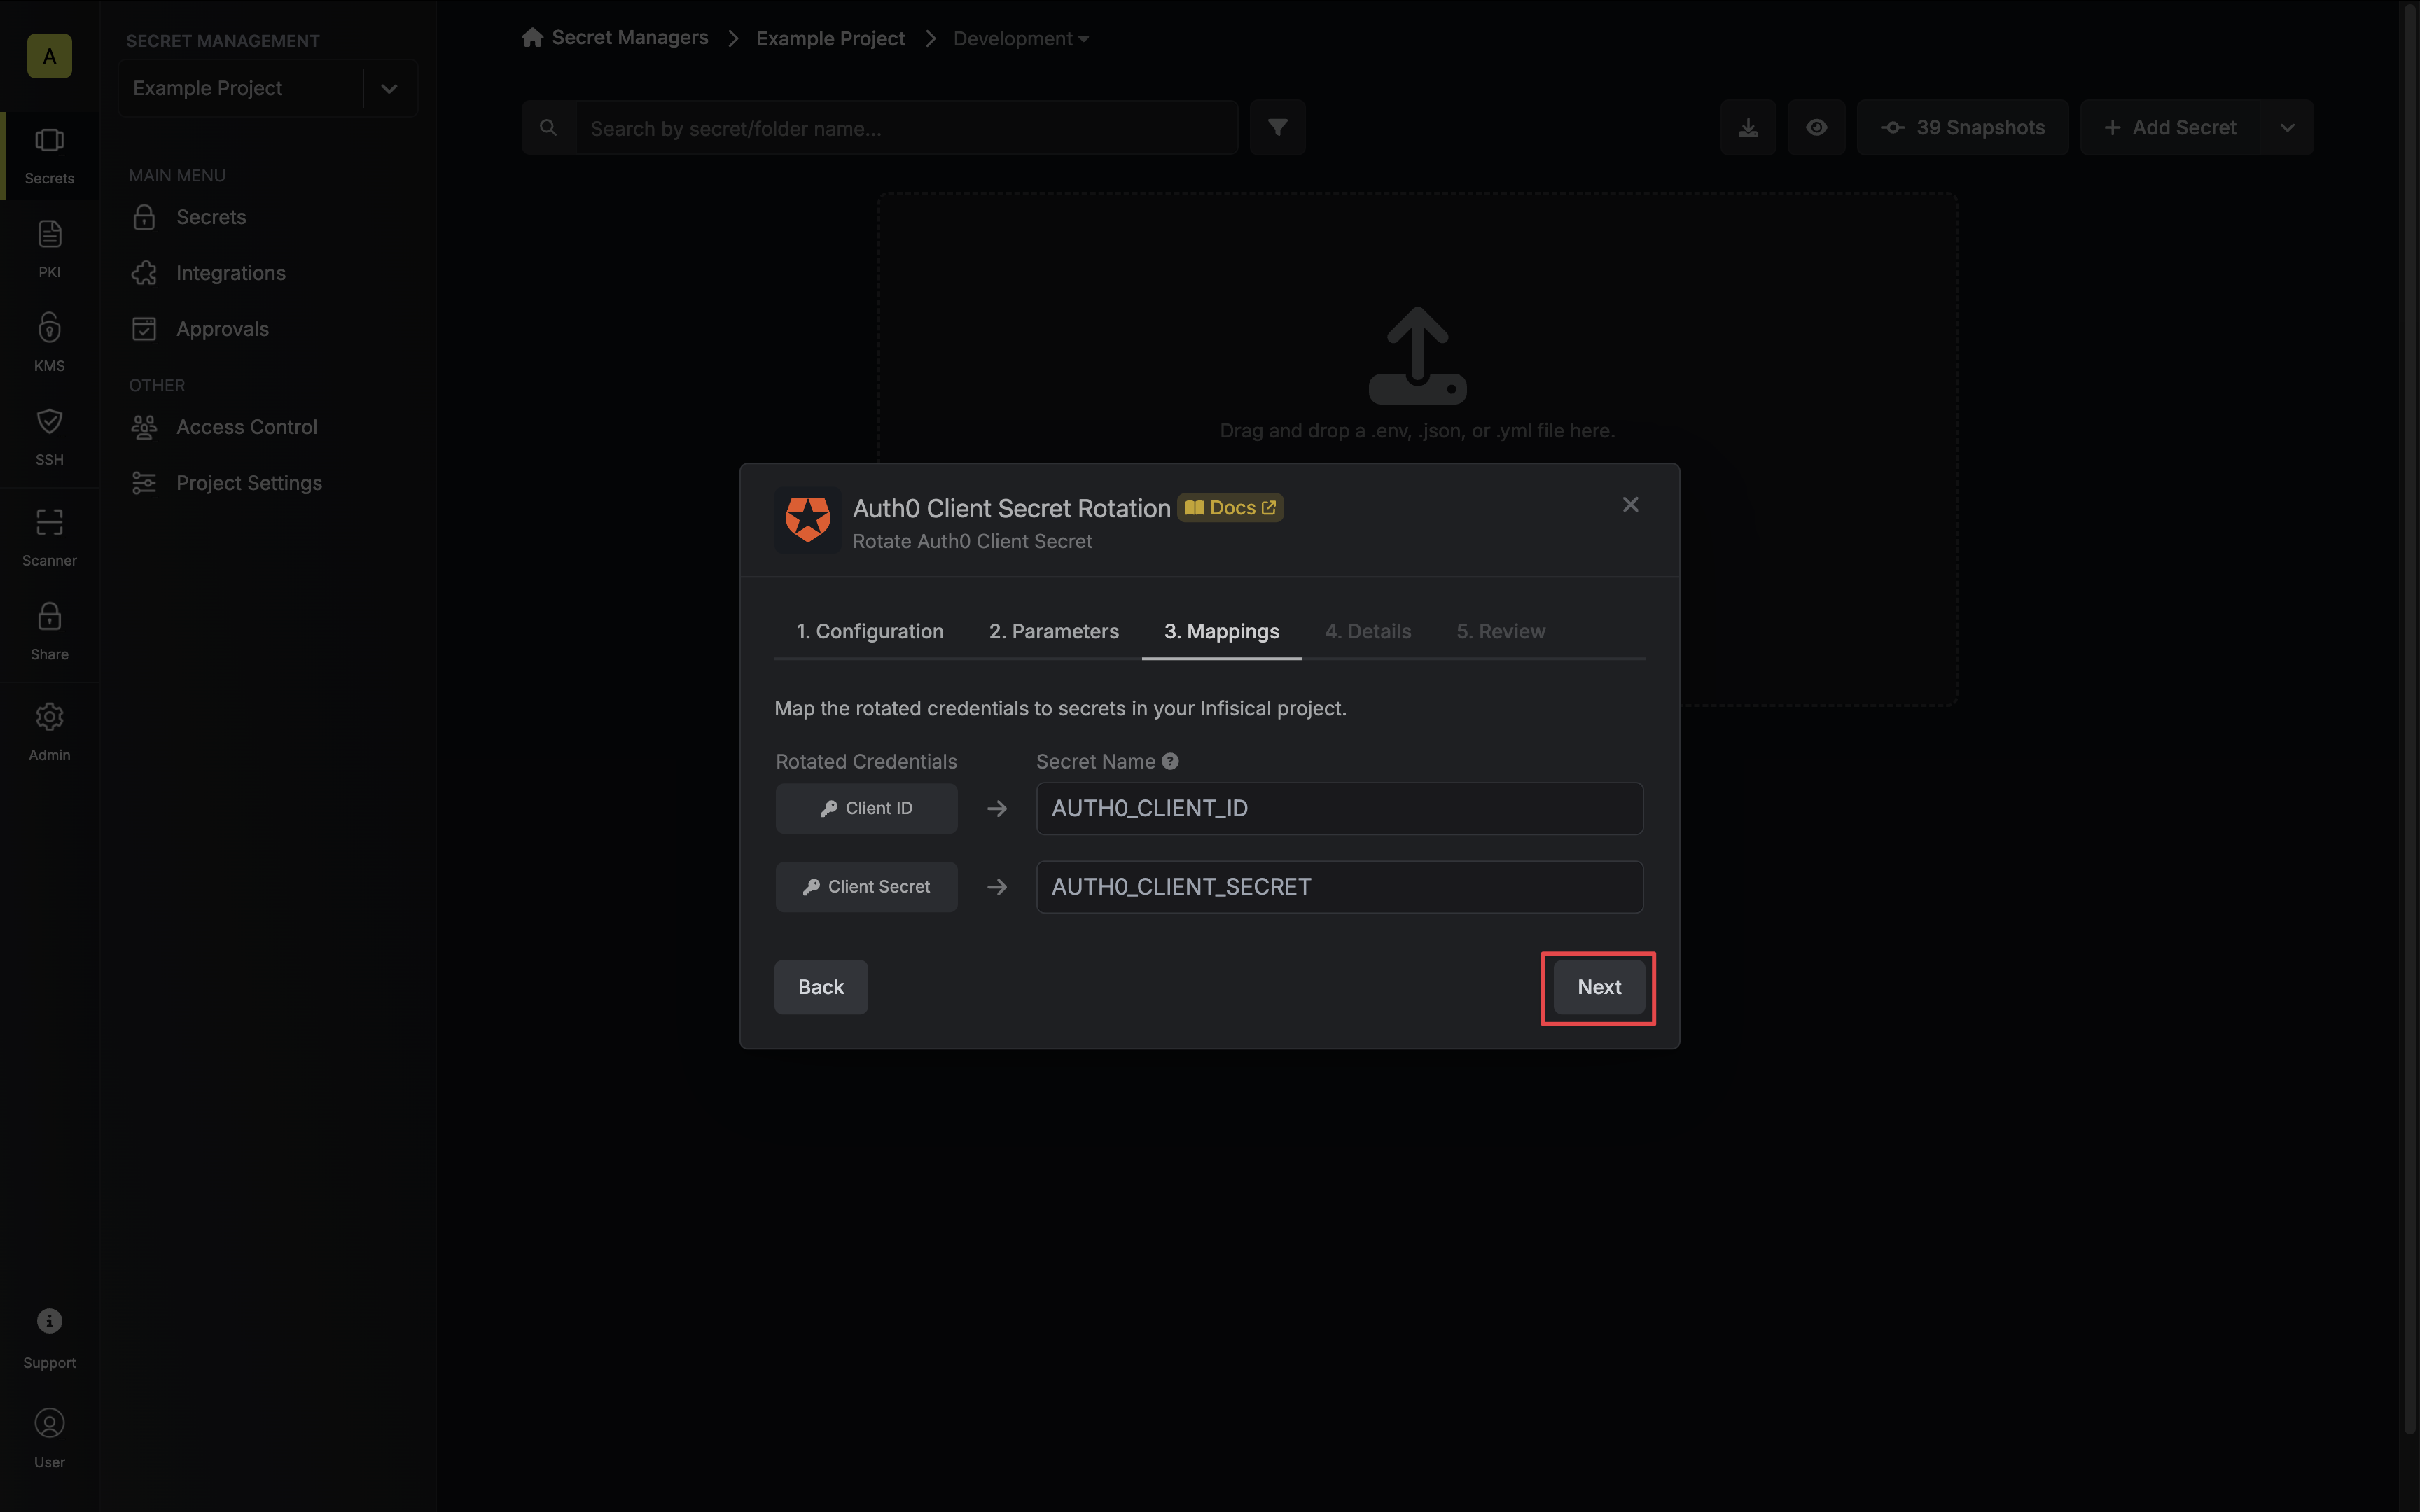 A
Secrets
PKI
KMS
SSH
Scanner
Share
Admin
Support
User
SECRET MANAGEMENT
Example Project
MAIN MENU
Secrets
Integrations
Approvals
OTHER
Access Control
Project Settings
Secret Managers Example Project Development
Search by secret/folder name...
39 Snapshots
Add Secret
Drag and drop a .env, .json, or .yml file here.
Auth0 Client Secret Rotation Docs
Rotate Auth0 Client Secret
1. Configuration 2. Parameters 3. Mappings 4. Details 5. Review
Map the rotated credentials to secrets in your Infisical project.
Rotated Credentials Secret Name
Client ID AUTH0_CLIENT_ID
Client Secret AUTH0_CLIENT_SECRET
Back Next